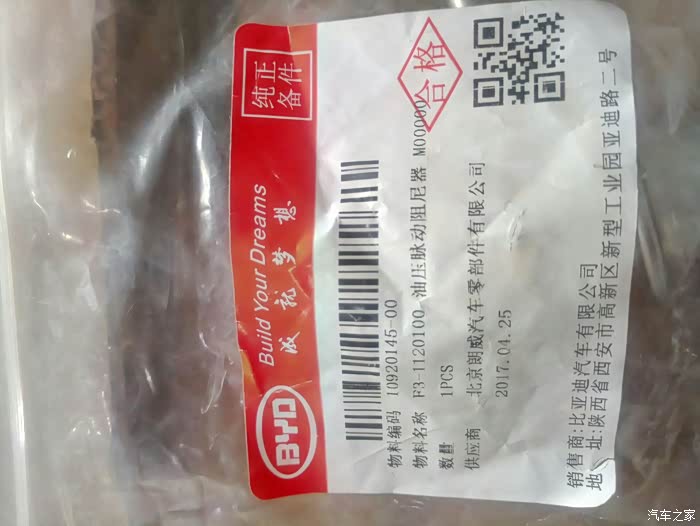 BYD
Build Your Dreams
成就梦想
纯正
备件
合格
物料编码 10920145-00
物料名称 F3-1120100 油压脉动阻尼器 M000000
数量 1PCS
供应商 北京朗威汽车零部件有限公司
2017.04.25
销售商:比亚迪汽车有限公司
地 址:陕西省西安市高新区新型工业园亚迪路二号
汽车之家